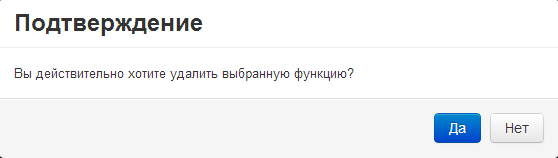 Подтверждение
Вы действительно хотите удалить выбранную функцию?
Да Нет